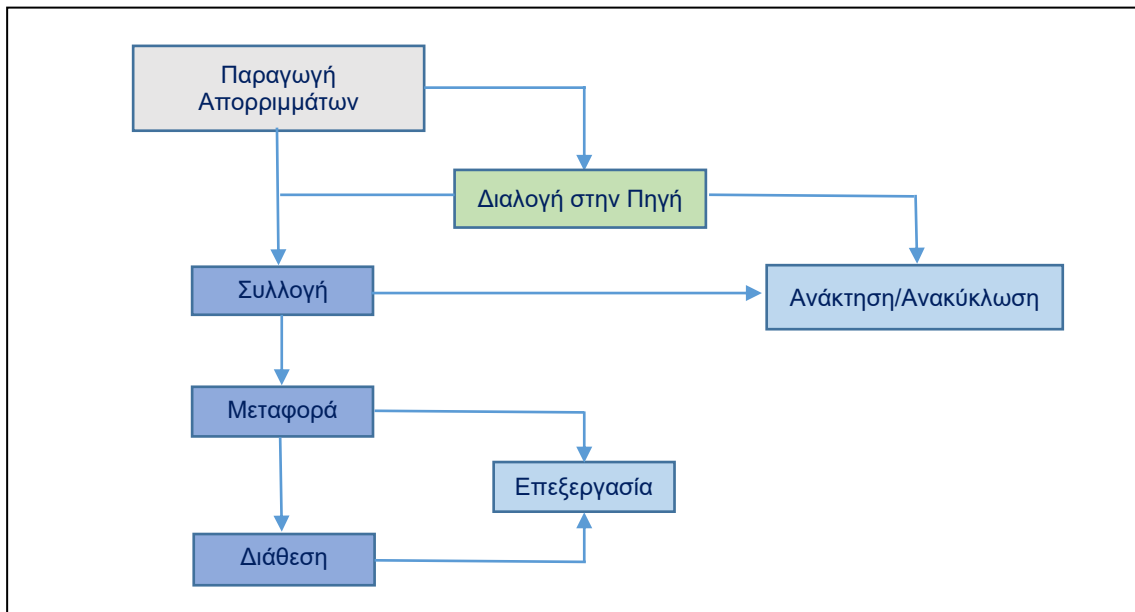 Παραγωγή
Απορριμμάτων
Διαλογή στην Πηγή
Συλλογή
Ανάκτηση/Ανακύκλωση
Μεταφορά
Επεξεργασία
Διάθεση